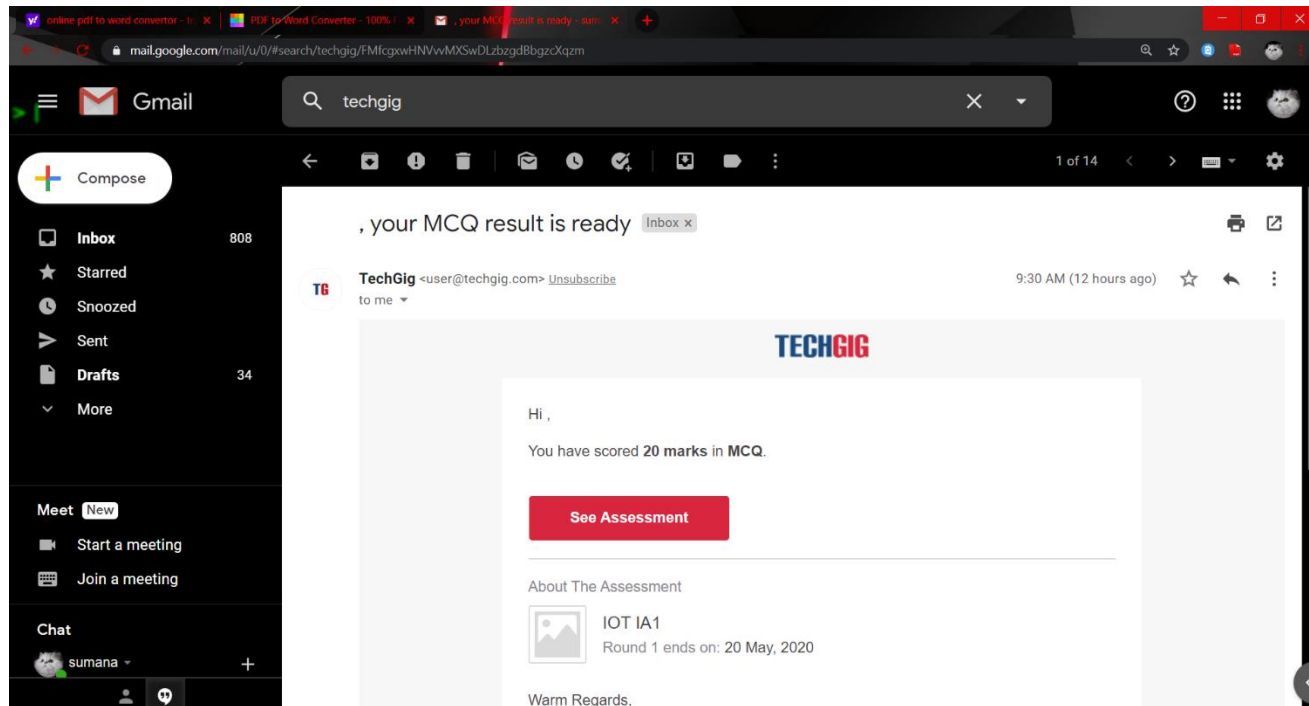 online pdf to word convertor - 
PDF to Word Converter - 100% 
, your MCQ result is ready - 
mail.google.com/mail/u/0/#search/techgig/FMfcgxwHNVvvMXSwDLzbzgdBbgzcXqzm
Gmail
techgig
Compose
1 of 14
, your MCQ result is ready Inbox x
Inbox 808
Starred
Snoozed
Sent
Drafts 34
More
TechGig <user@techgig.com> Unsubscribe
9:30 AM (12 hours ago)
TG
to me
TECHGIG
Hi ,
You have scored 20 marks in MCQ.
See Assessment
About The Assessment
IOT IA1
Round 1 ends on: 20 May, 2020
Warm Regards,
Meet New
Start a meeting
Join a meeting
Chat
sumana